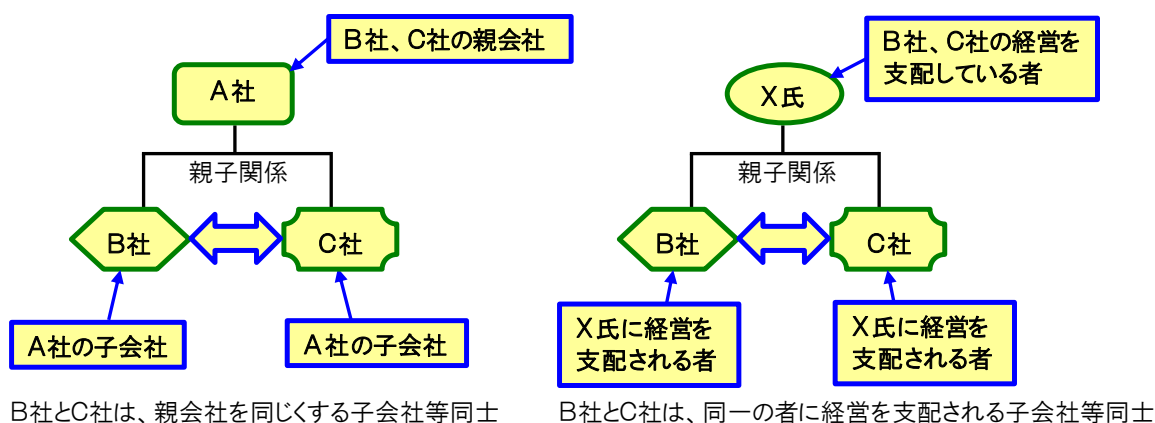 B社、C社の親会社
A社
親子関係
B社
C社
A社の子会社
A社の子会社
B社とC社は、親会社を同じくする子会社等同士
B社、C社の経営を
支配している者
X氏
親子関係
B社
C社
X氏に経営を
支配される者
X氏に経営を
支配される者
B社とC社は、同一の者に経営を支配される子会社等同士